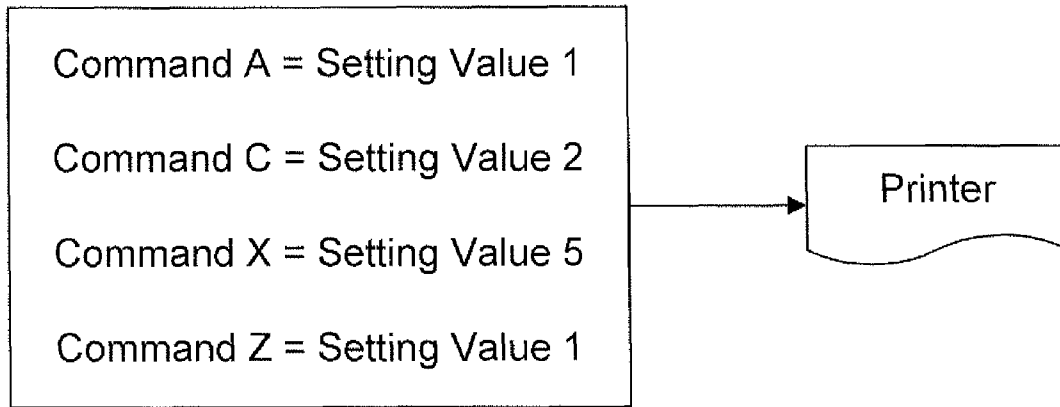 Command A = Setting Value 1
Command C = Setting Value 2
Command X = Setting Value 5
Command Z = Setting Value 1
Printer